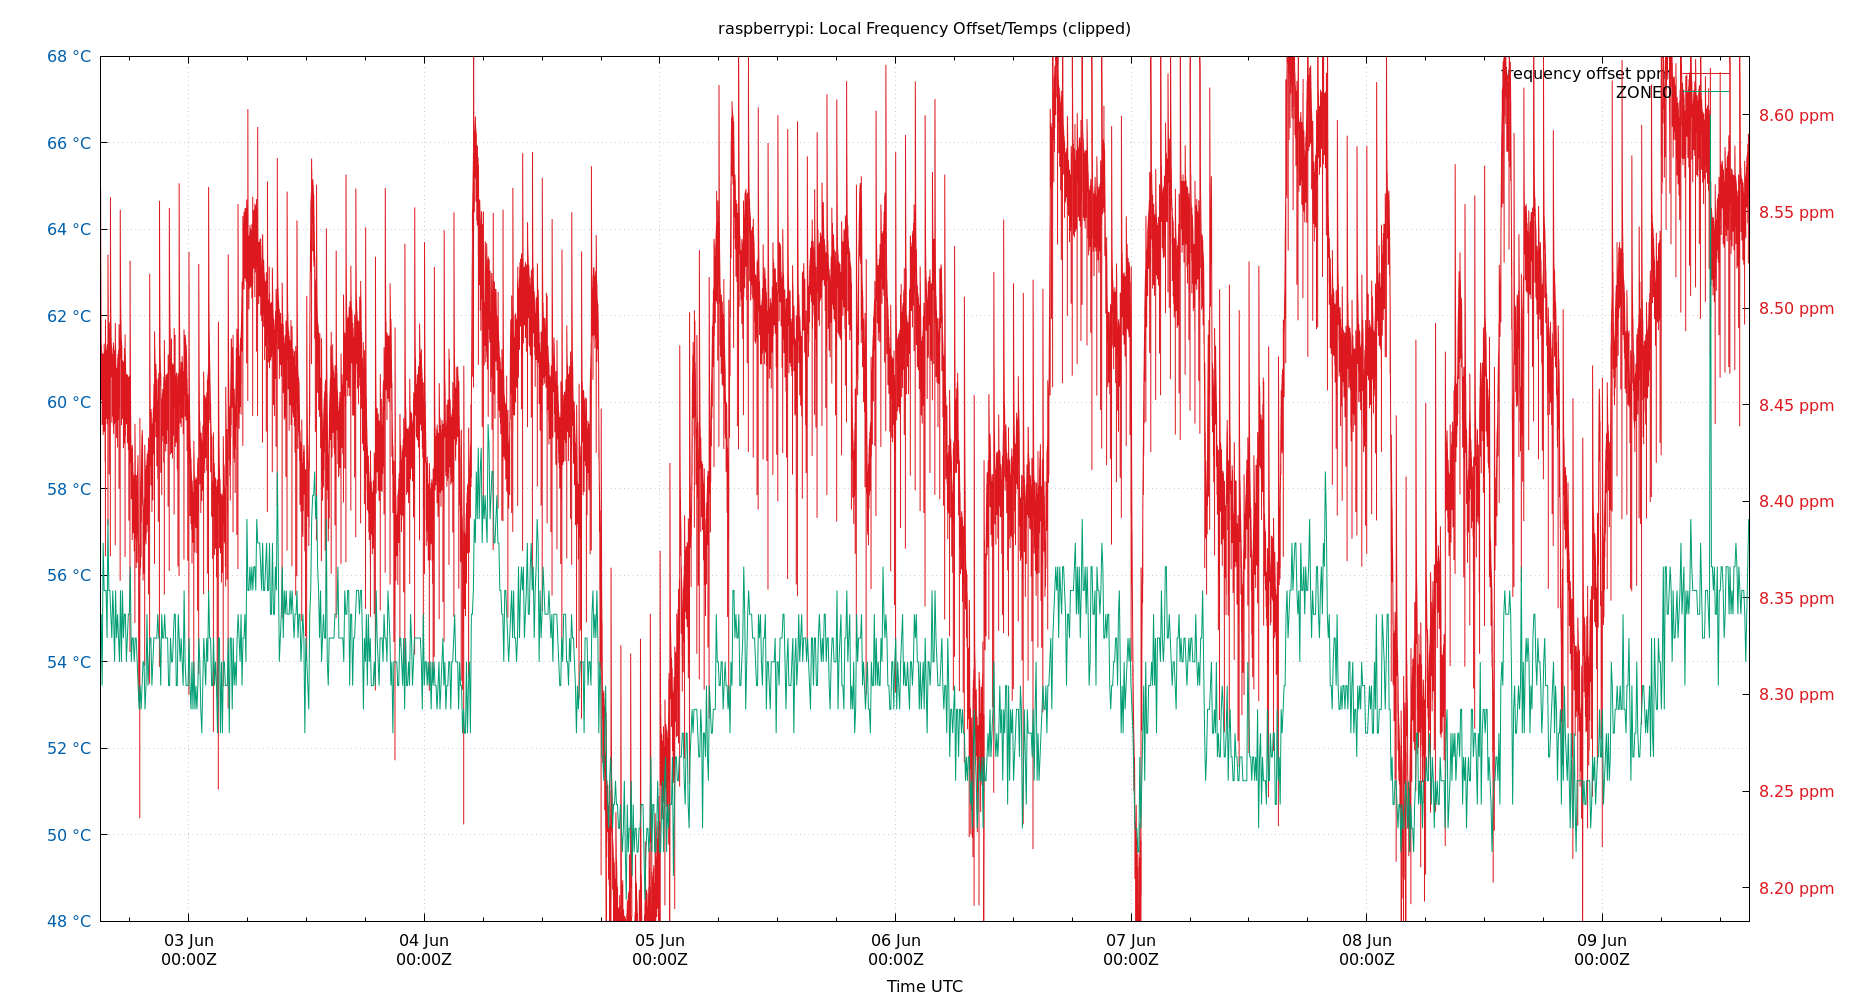 raspberrypi: Local Frequency Offset/Temps (clipped)
68 °C
66 °C
64 °C
62 °C
60 °C
58 °C
56 °C
54 °C
52 °C
50 °C
48 °C
frequency offset ppm
ZONE0
8.60 ppm
8.55 ppm
8.50 ppm
8.45 ppm
8.40 ppm
8.35 ppm
8.30 ppm
8.25 ppm
8.20 ppm
03 Jun
00:00Z
04 Jun
00:00Z
05 Jun
00:00Z
06 Jun
00:00Z
07 Jun
00:00Z
08 Jun
00:00Z
09 Jun
00:00Z
Time UTC